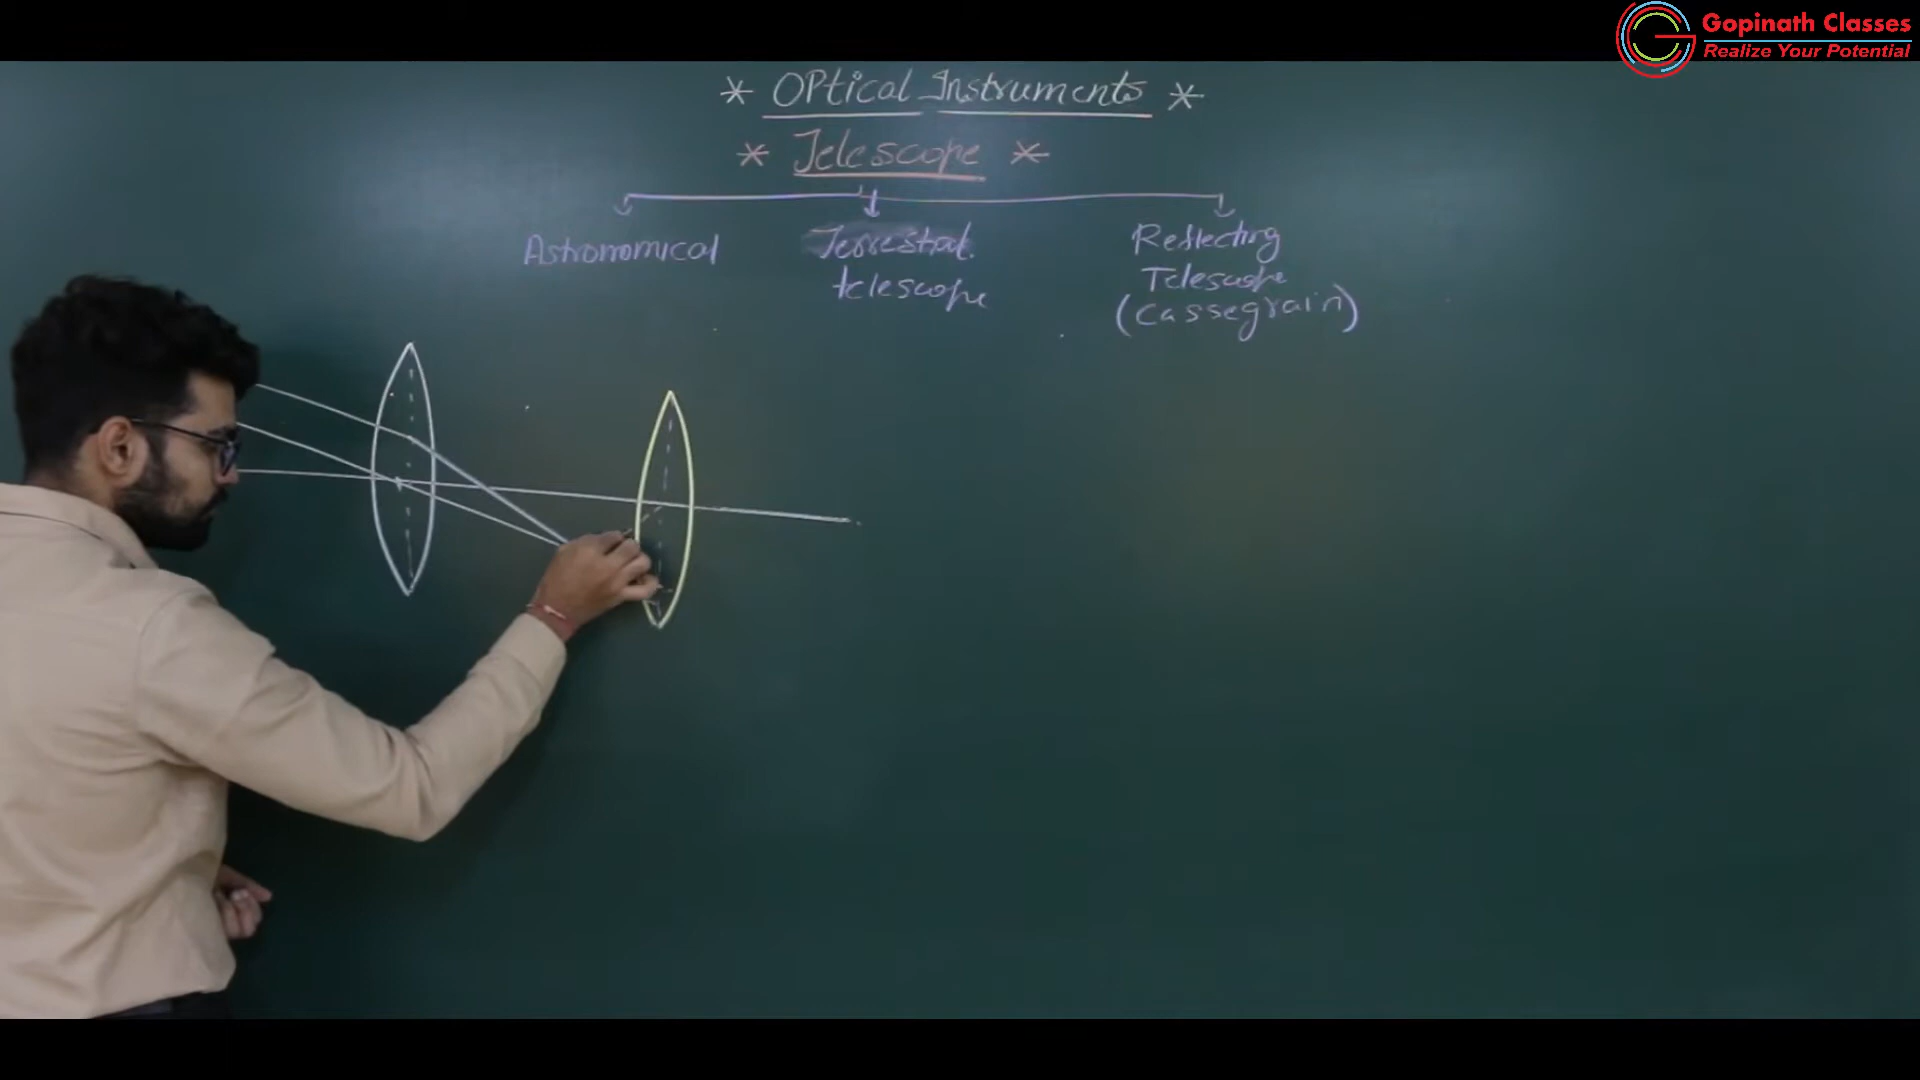 Gopinath Classes
Realize Your Potential
* Optical Instruments *
* Telescope *
Astronomical
Terrestrial
telescope
Reflecting
Telescope
(Cassegrain)